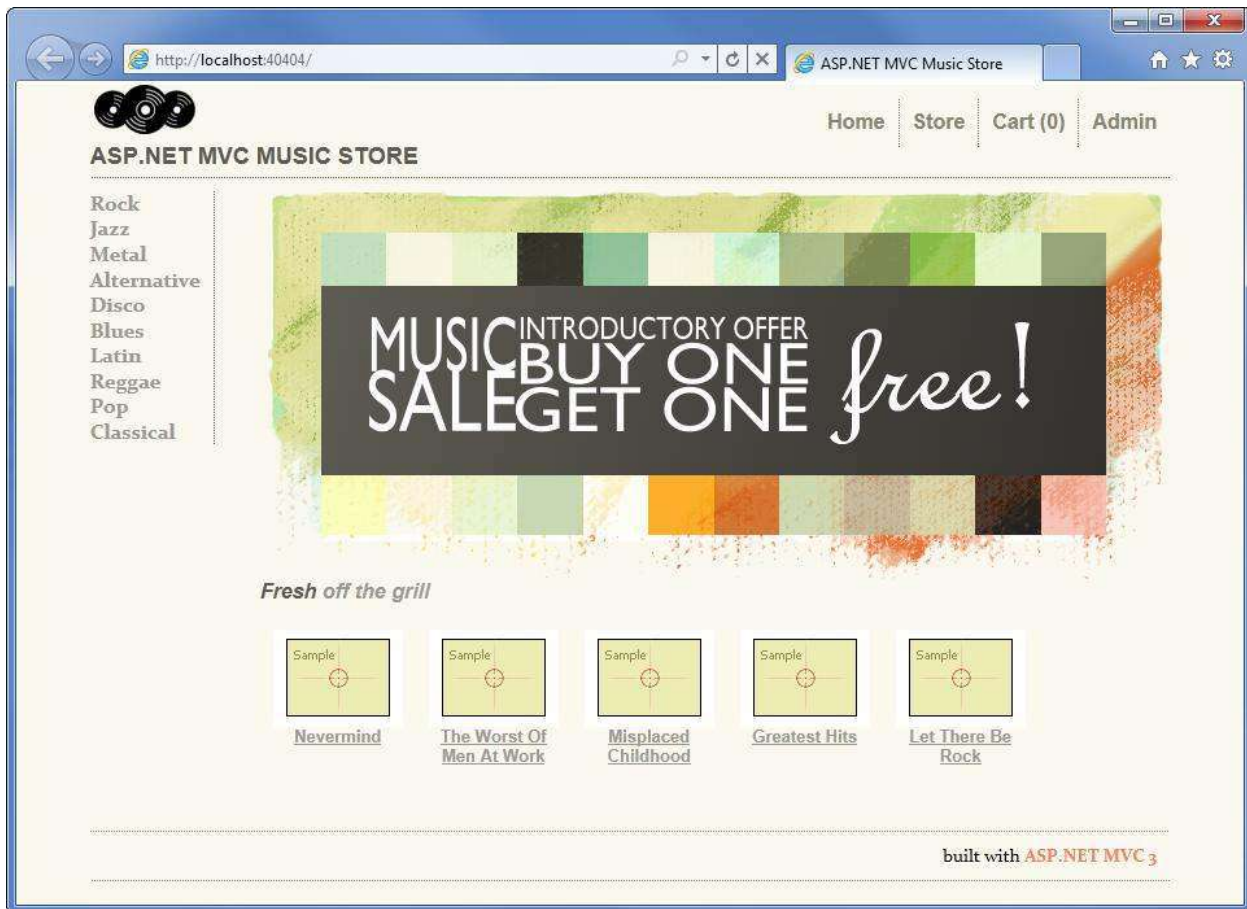 http://localhost:40404/
ASP.NET MVC Music Store
Home
Store
Cart (0)
Admin
ASP.NET MVC MUSIC STORE
Rock
Jazz
Metal
Alternative
Disco
Blues
Latin
Reggae
Pop
Classical
MUSIC
SALE
INTRODUCTORY OFFER
BUY ONE
GET ONE
free!
Fresh off the grill
Sample
Sample
Sample
Sample
Sample
Nevermind
The Worst Of
Men At Work
Misplaced
Childhood
Greatest Hits
Let There Be
Rock
built with ASP.NET MVC 3